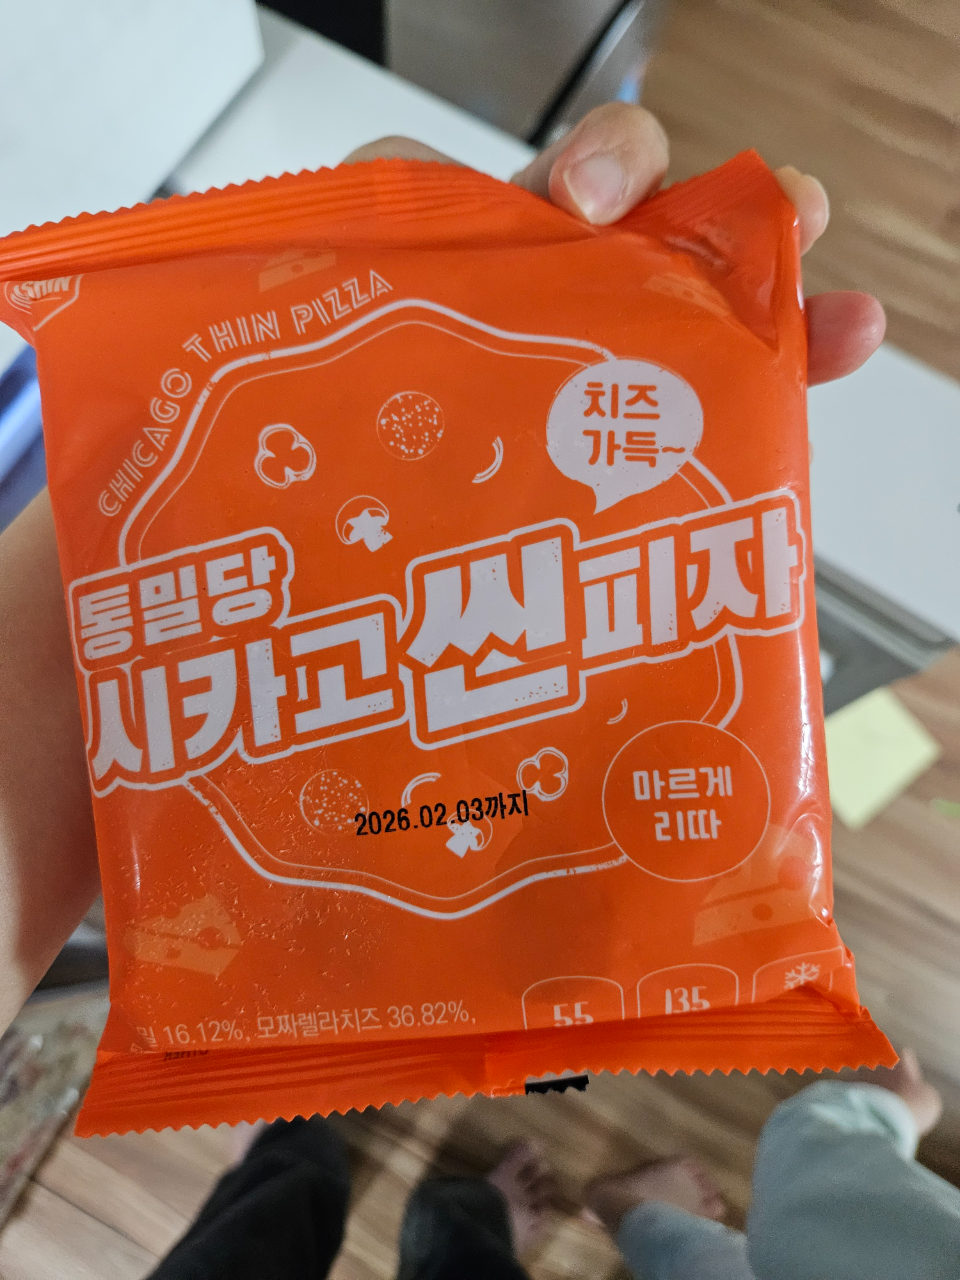 CHICAGO THIN PIZZA
치즈
가득~
통밀당
시카고 씬피자
2026.02.03까지
마르게
리따
16.12%, 모짜렐라치즈 36.82%,
55
135